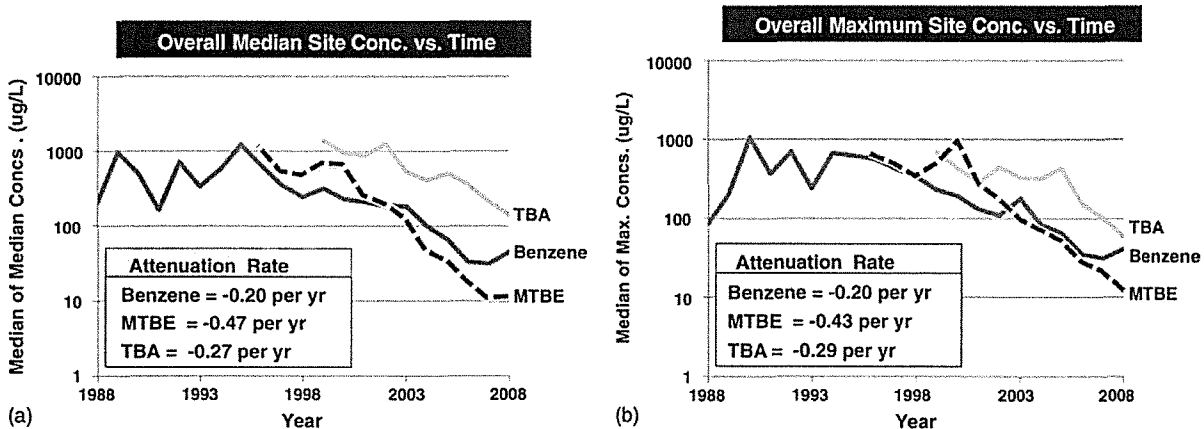 Overall Median Site Conc. vs. Time
Median of Median Concs . (ug/L)
10000
1000
100
10
1
TBA
Benzene
MTBE
Attenuation Rate
Benzene = -0.20 per yr
MTBE = -0.47 per yr
TBA = -0.27 per yr
1988
1993
1998
2003
2008
Year
(a)
Overall Maximum Site Conc. vs. Time
Median of Max. Concs. (ug/L)
10000
1000
100
10
1
TBA
Benzene
MTBE
Attenuation Rate
Benzene = -0.20 per yr
MTBE = -0.43 per yr
TBA = -0.29 per yr
1988
1993
1998
2003
2008
Year
(b)